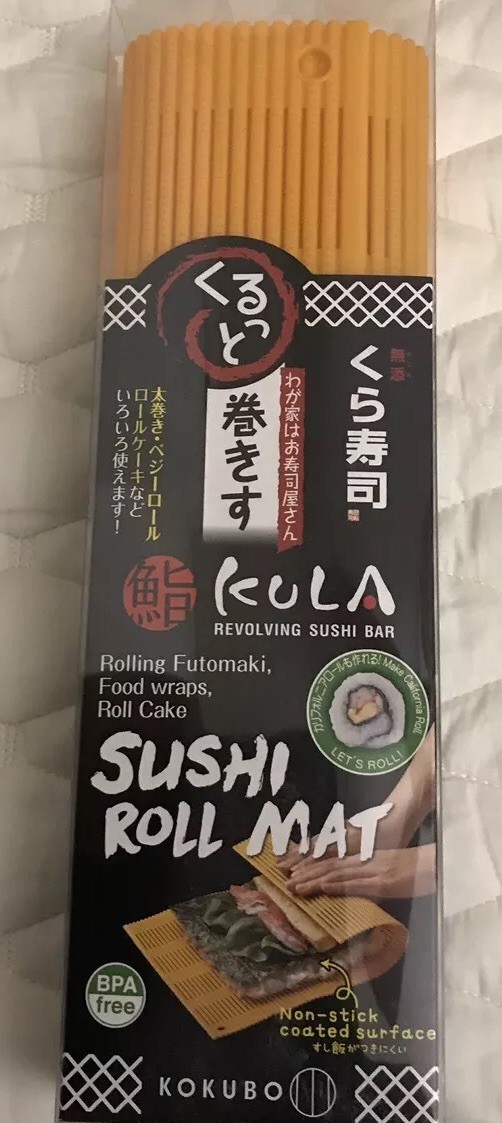 くるっと
巻きす
わが家はお寿司屋さん
無添
くら寿司
太巻き・ベジーロール
ロールケーキなど
いろいろ使えます！
鮨
KULA
REVOLVING SUSHI BAR
Rolling Futomaki,
Food wraps,
Roll Cake
カリフォルニアロールも作れる! Make California Roll
LET'S ROLL!
SUSHI
ROLL MAT
BPA
free
Non-stick
coated surface
すし飯がつきにくい
KOKUBO